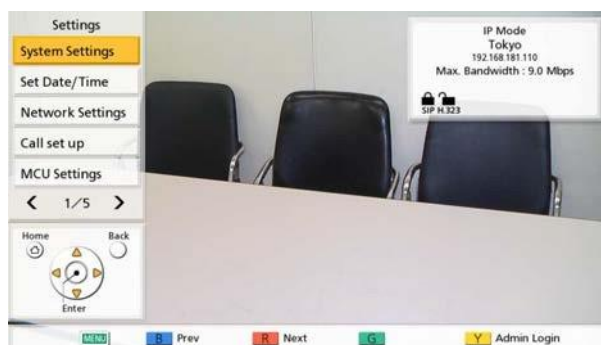 Settings
System Settings
Set Date/Time
Network Settings
Call set up
MCU Settings
1/5
Home
Back
Enter
IP Mode
Tokyo
192.168.181.110
Max. Bandwidth : 9.0 Mbps
SIP H.323
MENU
B Prev
R Next
G
Y Admin Login